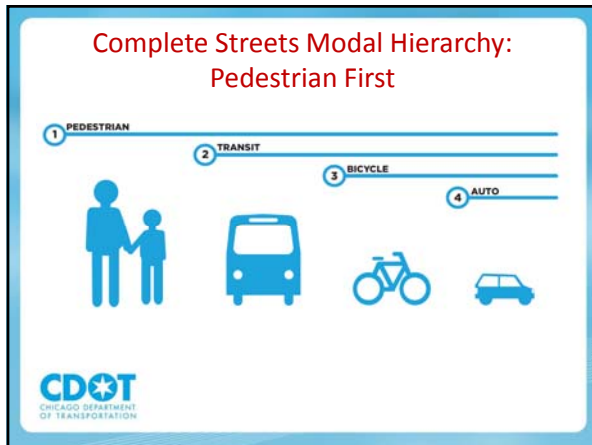 Complete Streets Modal Hierarchy:
Pedestrian First
1 PEDESTRIAN
2 TRANSIT
3 BICYCLE
4 AUTO
CDOT
CHICAGO DEPARTMENT
OF TRANSPORTATION